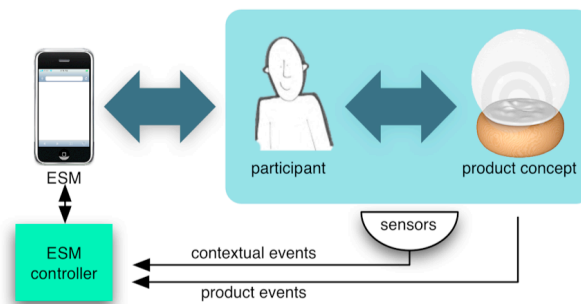 participant
product concept
ESM
sensors
ESM
controller
contextual events
product events